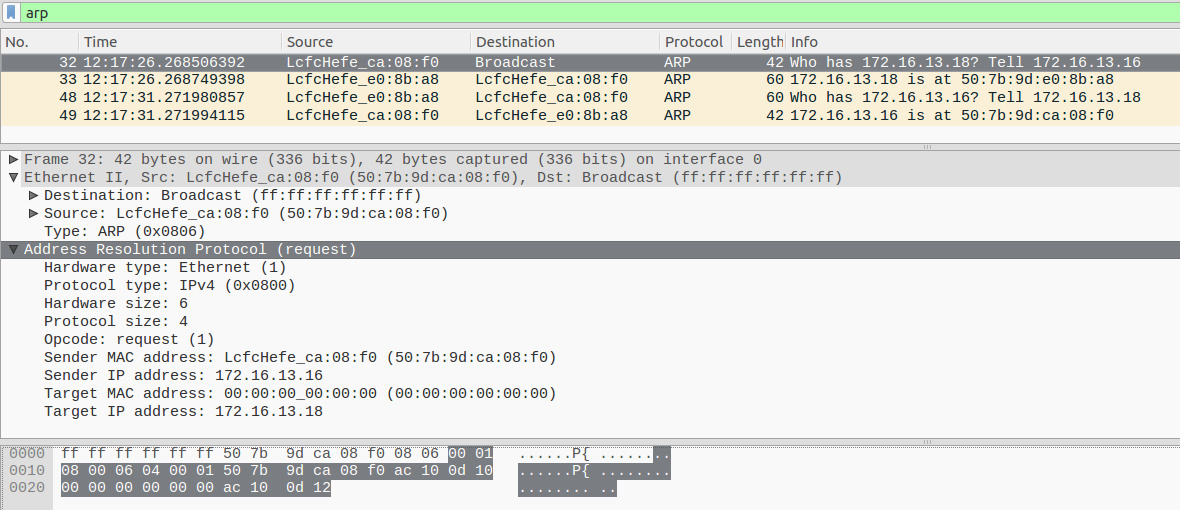 arp
No. Time Source Destination Protocol Length Info
32 12:17:26.268506392 LcfcHefe_ca:08:f0 Broadcast ARP 42 Who has 172.16.13.18? Tell 172.16.13.16
33 12:17:26.268749398 LcfcHefe_e0:8b:a8 LcfcHefe_ca:08:f0 ARP 60 172.16.13.18 is at 50:7b:9d:e0:8b:a8
48 12:17:31.271980857 LcfcHefe_e0:8b:a8 LcfcHefe_ca:08:f0 ARP 60 Who has 172.16.13.16? Tell 172.16.13.18
49 12:17:31.271994115 LcfcHefe_ca:08:f0 LcfcHefe_e0:8b:a8 ARP 42 172.16.13.16 is at 50:7b:9d:ca:08:f0
Frame 32: 42 bytes on wire (336 bits), 42 bytes captured (336 bits) on interface 0
Ethernet II, Src: LcfcHefe_ca:08:f0 (50:7b:9d:ca:08:f0), Dst: Broadcast (ff:ff:ff:ff:ff:ff)
Destination: Broadcast (ff:ff:ff:ff:ff:ff)
Source: LcfcHefe_ca:08:f0 (50:7b:9d:ca:08:f0)
Type: ARP (0x0806)
Address Resolution Protocol (request)
Hardware type: Ethernet (1)
Protocol type: IPv4 (0x0800)
Hardware size: 6
Protocol size: 4
Opcode: request (1)
Sender MAC address: LcfcHefe_ca:08:f0 (50:7b:9d:ca:08:f0)
Sender IP address: 172.16.13.16
Target MAC address: 00:00:00_00:00:00 (00:00:00:00:00:00)
Target IP address: 172.16.13.18
0000 ff ff ff ff ff ff 50 7b 9d ca 08 f0 08 06 00 01 ......P{ ........
0010 08 00 06 04 00 01 50 7b 9d ca 08 f0 ac 10 0d 10 ......P{ ........
0020 00 00 00 00 00 00 ac 10 0d 12 ........ ..